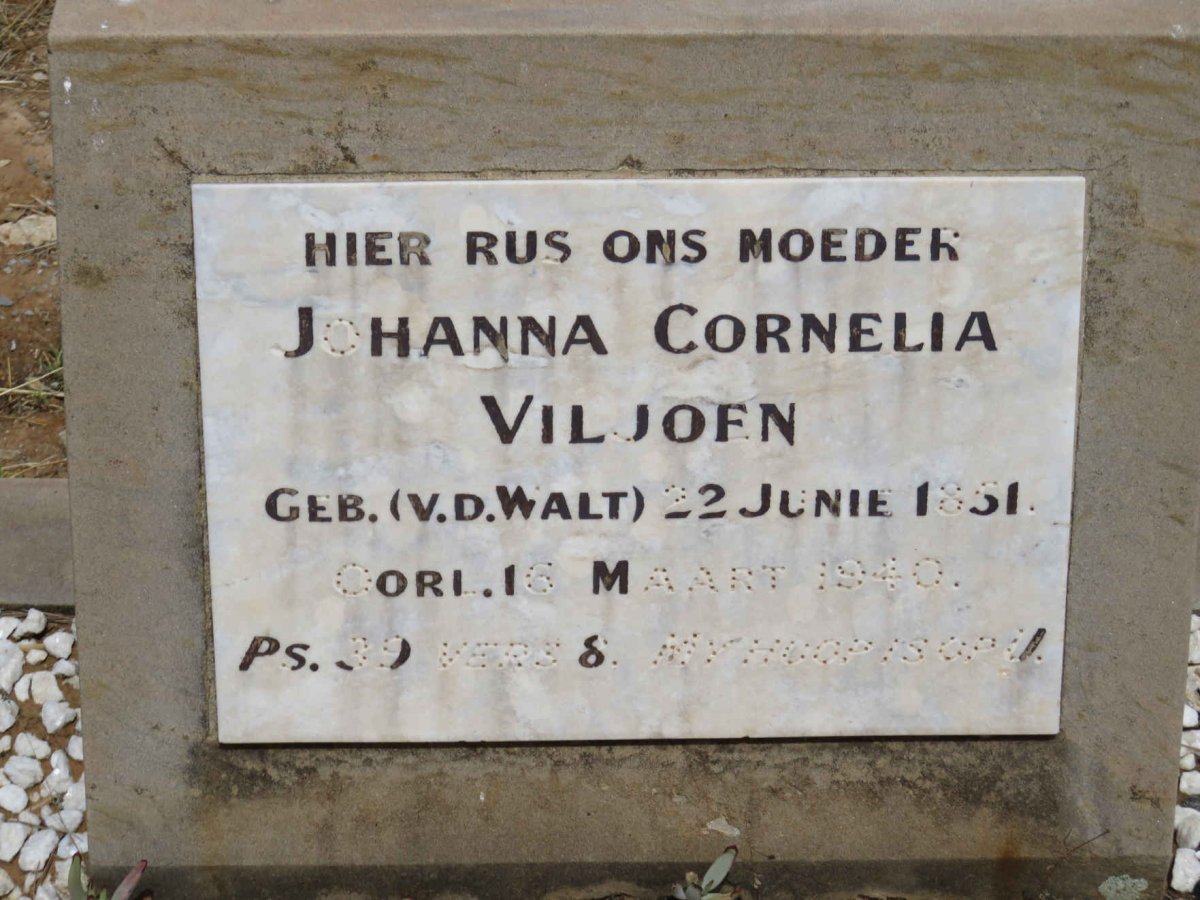 HIER RUS ONS MOEDER
JOHANNA CORNELIA
VILJOEN
GEB. (V.D. WALT) 22 JUNIE 1851.
OORL. 16 MAART 1940.
PS. 39 VERS 8. MY HOOP IS OP U.